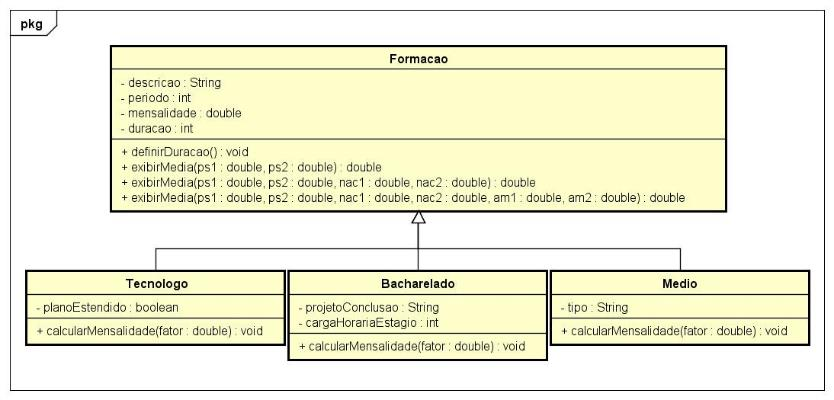 pkg
Formacao
- descricao : String
- periodo : int
- mensalidade : double
- duracao : int
+ definirDuracao() : void
+ exibirMedia(ps1 : double, ps2 : double) : double
+ exibirMedia(ps1 : double, ps2 : double, nac1 : double, nac2 : double) : double
+ exibirMedia(ps1 : double, ps2 : double, nac1 : double, nac2 : double, am1 : double, am2 : double) : double
Tecnologo
- planoEstendido : boolean
+ calcularMensalidade(fator : double) : void
Bacharelado
- projetoConclusao : String
- cargaHorariaEstagio : int
+ calcularMensalidade(fator : double) : void
Medio
- tipo : String
+ calcularMensalidade(fator : double) : void